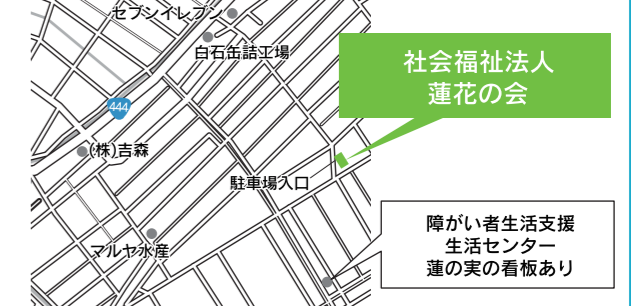 セブンイレブン
白石缶詰工場
社会福祉法人
蓮花の会
444
(株)吉森
駐車場入口
障がい者生活支援
生活センター
蓮の実の看板あり
マルヤ水産